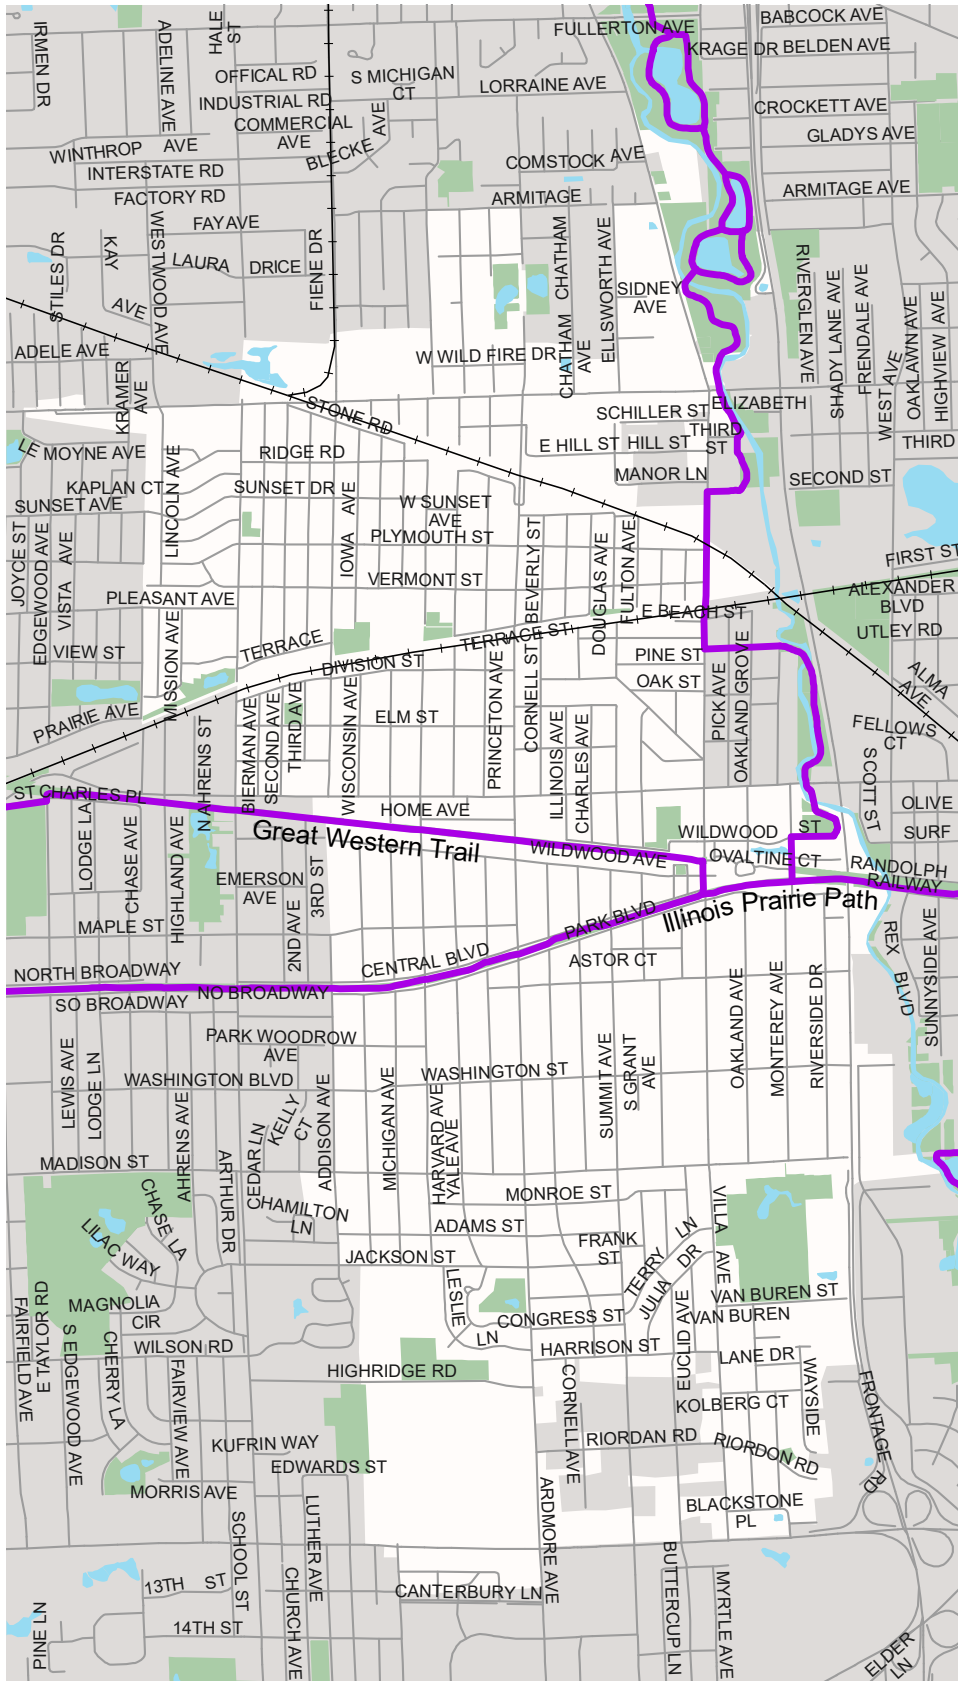 FULLERTON AVE
BABCOCK AVE
IRMEN DR
ADELINE AVE
HALE
ST
KRAGE DR
BELDEN AVE
OFFICAL RD
S MICHIGAN
CT
LORRAINE AVE
INDUSTRIAL RD
CROCKETT AVE
COMMERCIAL
AVE
AVE
GLADYS AVE
WINTHROP
AVE
BLECKE
COMSTOCK AVE
INTERSTATE RD
FACTORY RD
ARMITAGE
ARMITAGE AVE
FAY AVE
STILES DR
KAY
AVE
WESTWOOD AVE
LAURA
DRICE
FIENE DR
CHATHAM
CHATHAM
AVE
ELLSWORTH AVE
SIDNEY
AVE
RIVERGLEN AVE
SHADY LANE AVE
FRENDALE AVE
WEST AVE
OAKLAWN AVE
HIGHVIEW AVE
ADELE AVE
W WILD FIRE DR
KRAMER
AVE
STONE RD
SCHILLER ST
ELIZABETH
THIRD
ST
E HILL ST
HILL ST
THIRD
LE
MOYNE AVE
RIDGE RD
MANOR LN
SECOND ST
KAPLAN CT
LINCOLN AVE
SUNSET DR
IOWA
AVE
W SUNSET
AVE
SUNSET AVE
PLYMOUTH ST
JOYCE ST
EDGEWOOD AVE
VISTA
AVE
BEVERLY ST
DOUGLAS AVE
FULTON AVE
FIRST ST
VERMONT ST
ALEXANDER
BLVD
PLEASANT AVE
E BEACH ST
UTLEY RD
MISSION AVE
TERRACE
TERRACE ST
VIEW ST
DIVISION ST
PINE ST
OAK ST
ALMA
AVE
PRAIRIE AVE
N AHRENS ST
BIERMAN AVE
SECOND AVE
THIRD AVE
WISCONSIN AVE
ELM ST
PRINCETON AVE
CORNELL ST
ILLINOIS AVE
CHARLES AVE
PICK AVE
OAKLAND GROVE
FELLOWS
CT
SCOTT ST
ST CHARLES PL
HOME AVE
OLIVE
SURF
Great Western Trail
WILDWOOD
ST
WILDWOOD AVE
OVALTINE CT
RANDOLPH
RAILWAY
LODGE LA
CHASE AVE
HIGHLAND AVE
EMERSON
AVE
3RD ST
2ND AVE
MAPLE ST
PARK BLVD
Illinois Prairie Path
CENTRAL BLVD
ASTOR CT
NORTH BROADWAY
SO BROADWAY
NO BROADWAY
REX
BLVD
SUNNYSIDE AVE
OAKLAND AVE
MONTEREY AVE
RIVERSIDE DR
PARK WOODROW
AVE
LEWIS AVE
LODGE LN
WASHINGTON BLVD
WASHINGTON ST
SUMMIT AVE
S GRANT
AVE
AHRENS AVE
KELLY
CT
CEDAR LN
ADDISON AVE
MICHIGAN AVE
HARVARD AVE
YALE AVE
MADISON ST
ARTHUR DR
CHASE LA
CHAMILTON
LN
MONROE ST
VILLA
AVE
LILAC WAY
ADAMS ST
FRANK
ST
TERRY
LN
JULIA
DR
JACKSON ST
LESLIE
LN
FAIRFIELD AVE
E TAYLOR RD
MAGNOLIA
CIR
CONGRESS ST
EUCLID AVE
VAN BUREN ST
VAN BUREN
S EDGEWOOD AVE
CHERRY LA
WILSON RD
HARRISON ST
LANE DR
FAIRVIEW AVE
HIGHRIDGE RD
CORNELL AVE
WAYSIDE
FRONTAGE
RD
KOLBERG CT
KUFRIN WAY
RIORDAN RD
RIORDON RD
EDWARDS ST
MORRIS AVE
LUTHER AVE
ARDMORE AVE
BLACKSTONE
PL
SCHOOL ST
13TH
ST
CHURCH AVE
CANTERBURY LN
BUTTERCUP LN
MYRTLE AVE
PINE LN
14TH ST
ELDER
LN